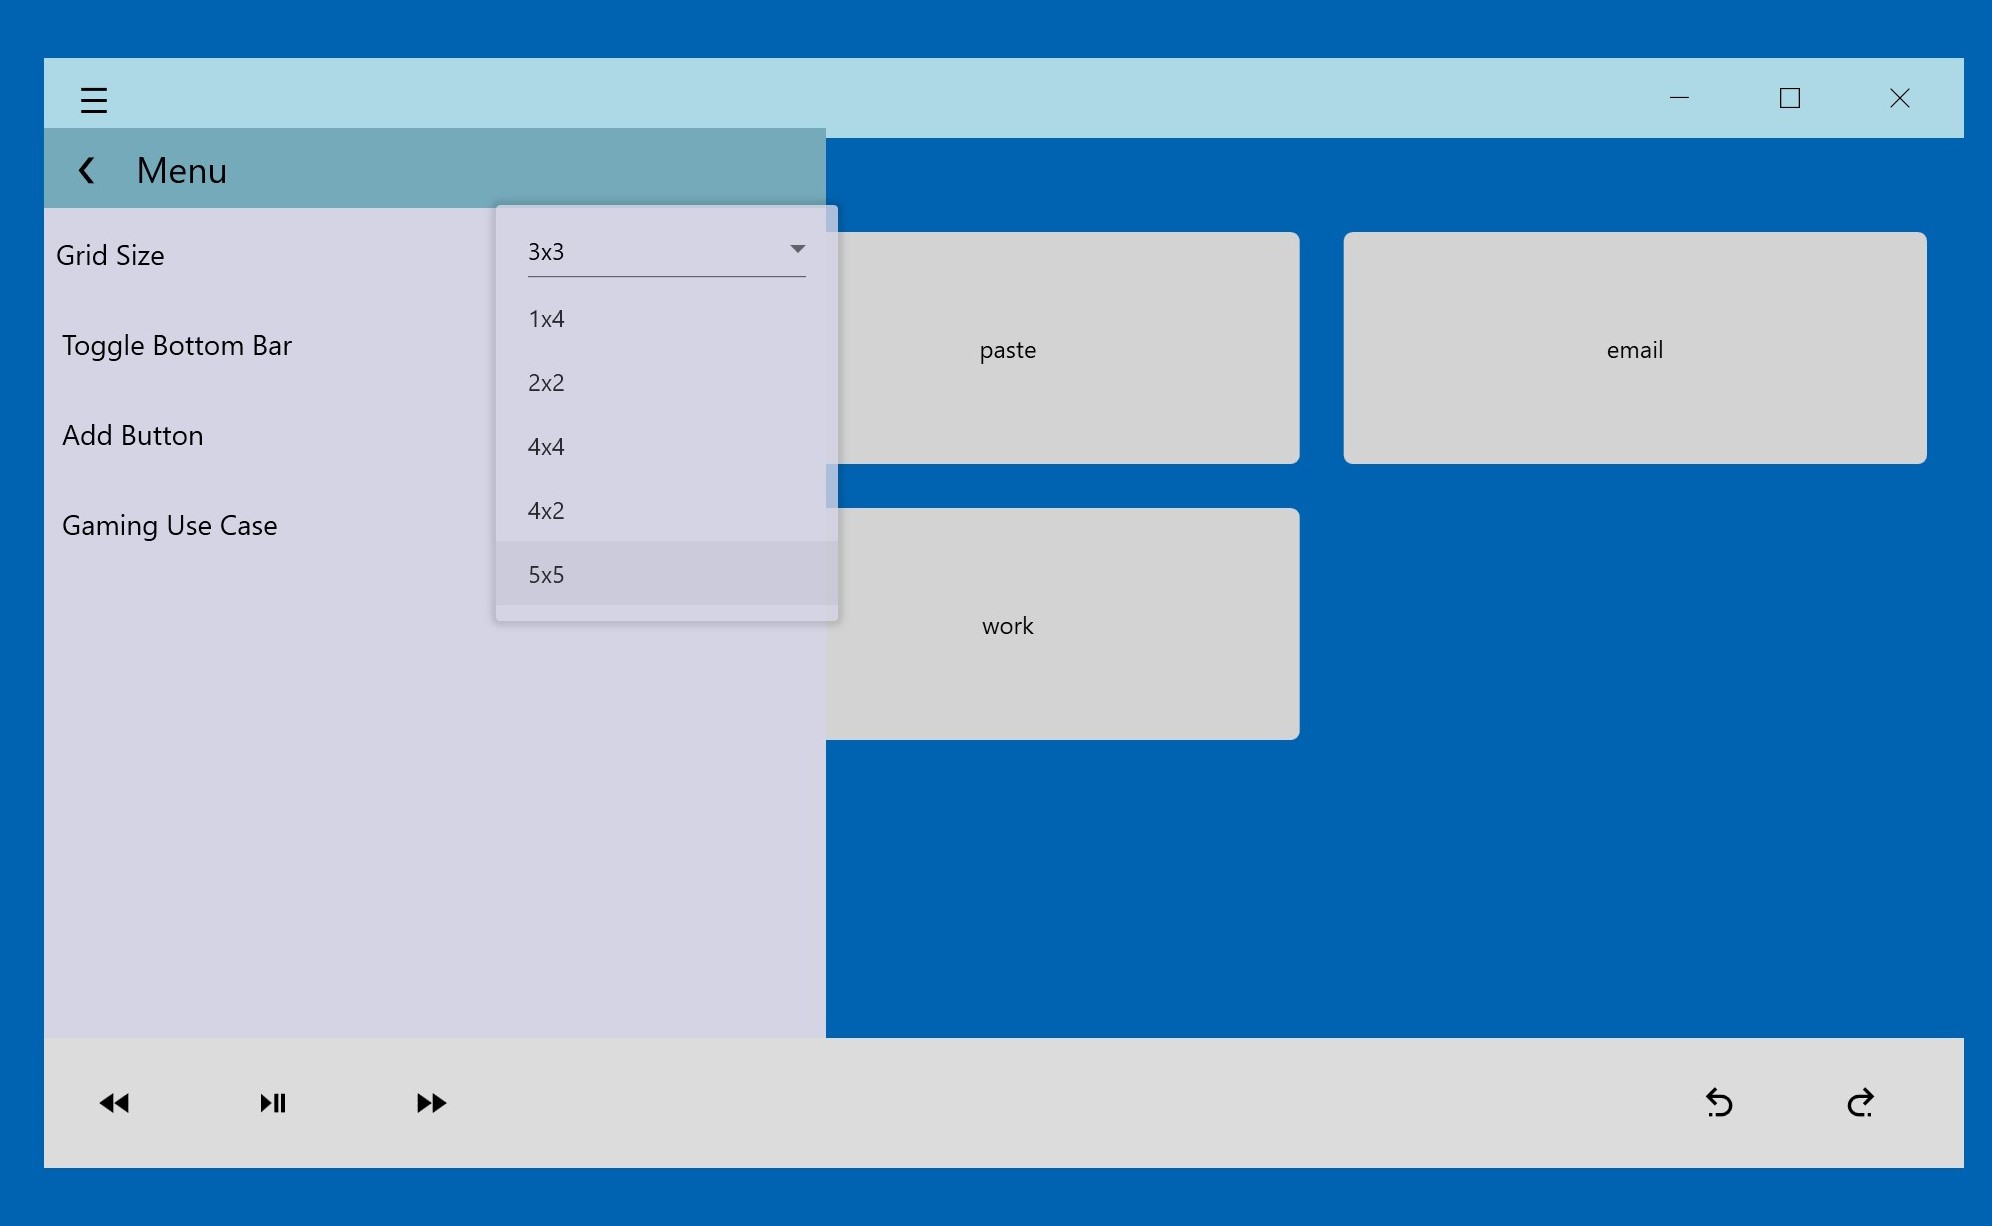 Menu
Grid Size
3x3
1x4
2x2
4x4
4x2
5x5
Toggle Bottom Bar
Add Button
Gaming Use Case
paste
email
work